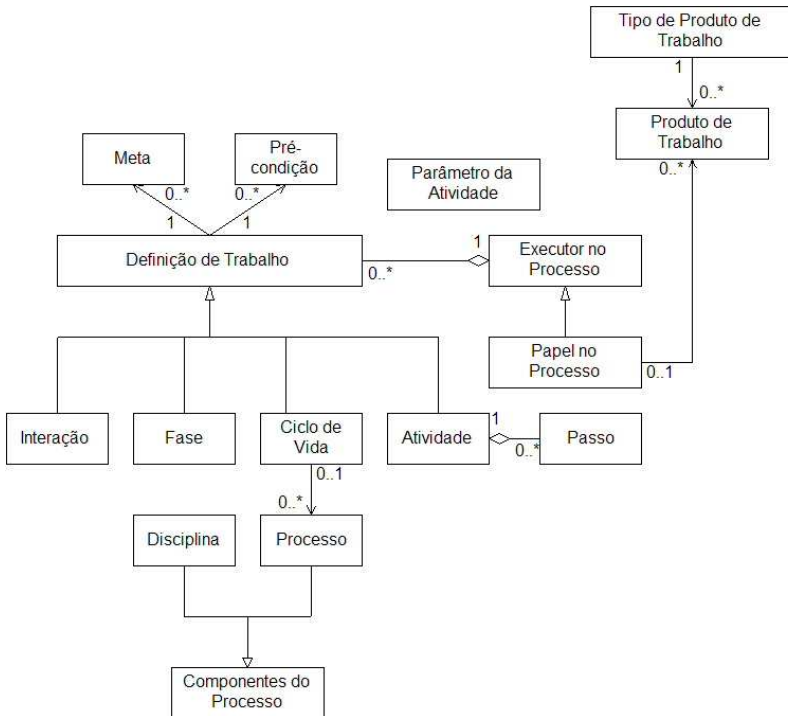 Tipo de Produto de
Trabalho
1
0..*
Produto de
Trabalho
0..*
Meta
Pré-
condição
Parâmetro da
Atividade
0..*
0..*
1
1
Definição de Trabalho
0..*
1
Executor no
Processo
Papel no
Processo
0..1
Interação
Fase
Ciclo de
Vida
Atividade
1
0..*
Passo
0..1
0..*
Disciplina
Processo
Componentes do
Processo